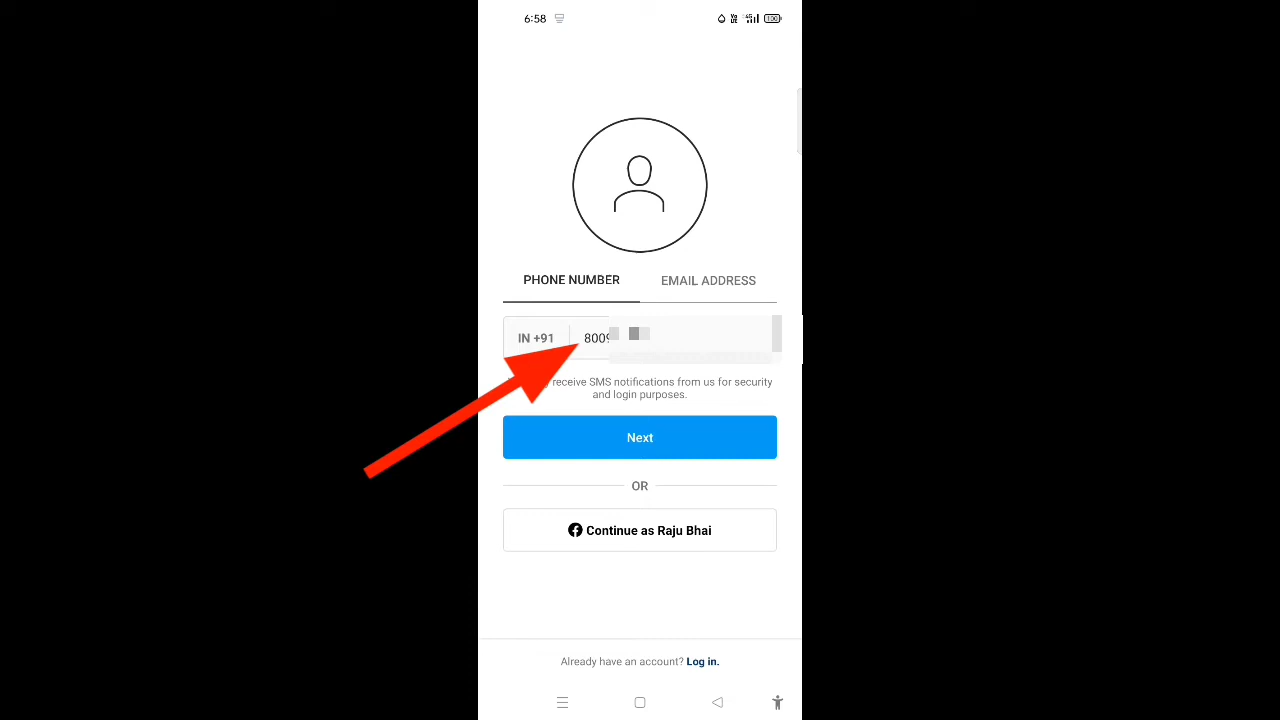 6:58
PHONE NUMBER EMAIL ADDRESS
IN +91 8009
receive SMS notifications from us for security
and login purposes.
Next
OR
Continue as Raju Bhai
Already have an account? Log in.